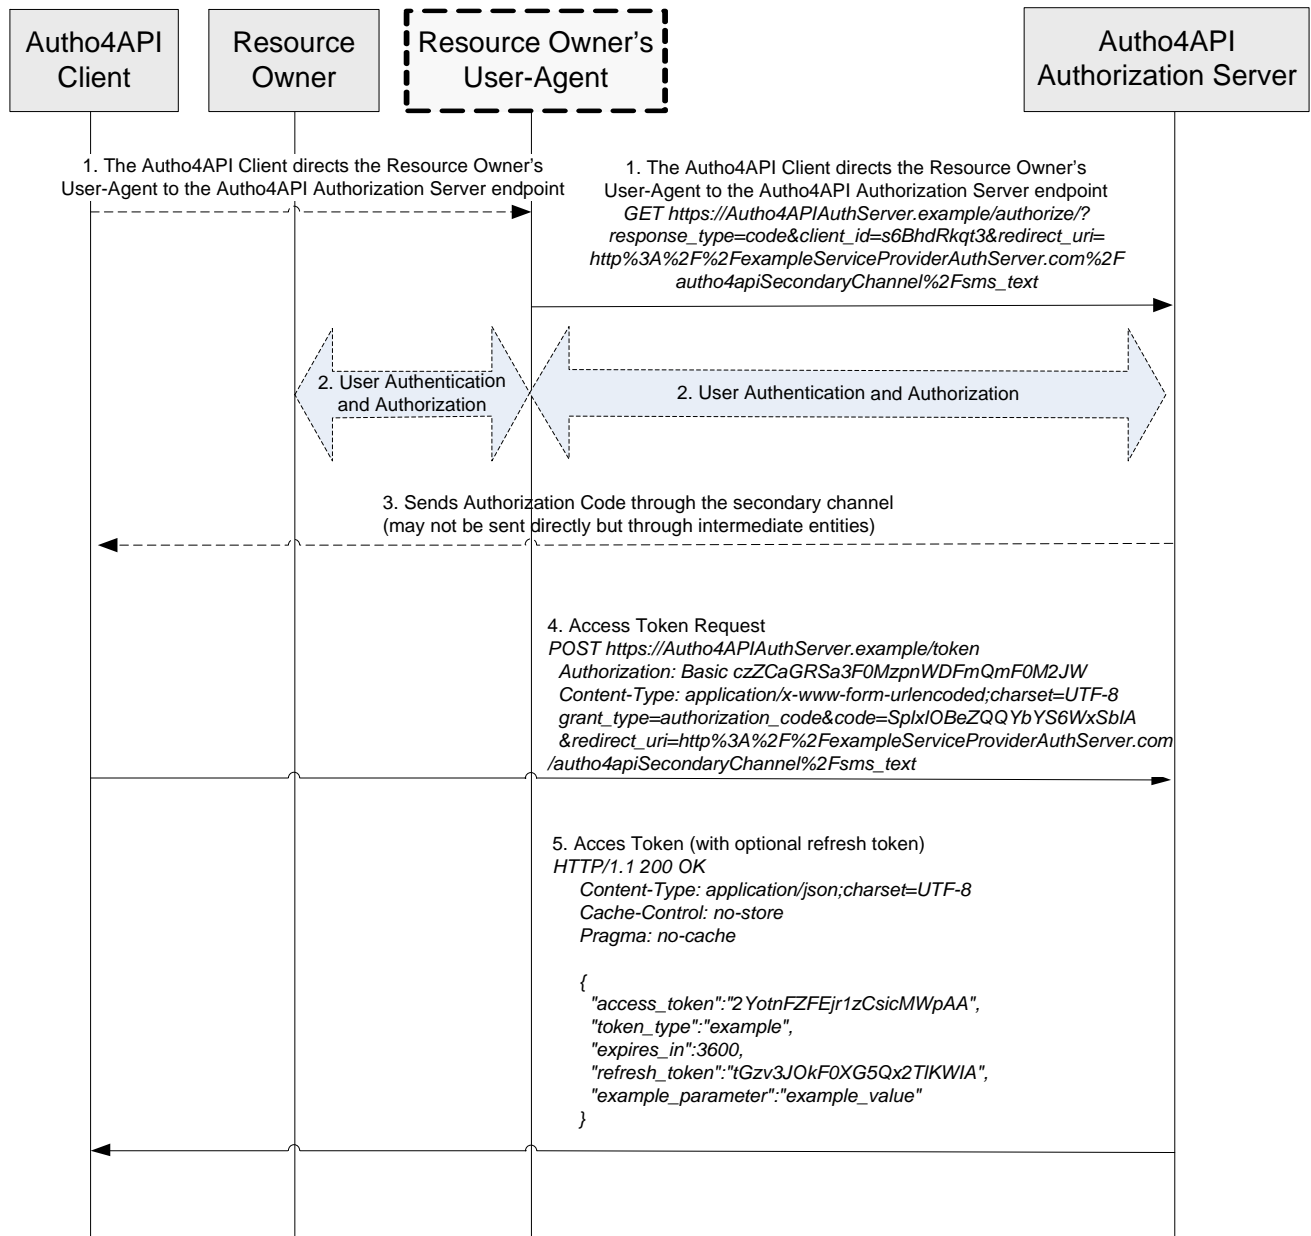 Autho4API
Client
Resource
Owner
Resource Owner's
User-Agent
Autho4API
Authorization Server
1. The Autho4API Client directs the Resource Owner's
User-Agent to the Autho4API Authorization Server endpoint
1. The Autho4API Client directs the Resource Owner's
User-Agent to the Autho4API Authorization Server endpoint
GET https://Autho4APIAuthServer.example/authorize/?
response_type=code&client_id=s6BhdRkqt3&redirect_uri=
http%3A%2F%2FexampleServiceProviderAuthServer.com%2F
autho4apiSecondaryChannel%2Fsms_text
2. User Authentication
and Authorization
2. User Authentication and Authorization
3. Sends Authorization Code through the secondary channel
(may not be sent directly but through intermediate entities)
4. Access Token Request
POST https://Autho4APIAuthServer.example/token
Authorization: Basic czZCaGRSa3F0MzpnWDFmQmF0M2JW
Content-Type: application/x-www-form-urlencoded;charset=UTF-8
grant_type=authorization_code&code=SplxlOBeZQQYbYS6WxSbIA
&redirect_uri=http%3A%2F%2FexampleServiceProviderAuthServer.com
/autho4apiSecondaryChannel%2Fsms_text
5. Acces Token (with optional refresh token)
HTTP/1.1 200 OK
Content-Type: application/json;charset=UTF-8
Cache-Control: no-store
Pragma: no-cache
{
"access_token":"2YotnFZFEjr1zCsicMWpAA",
"token_type":"example",
"expires_in":3600,
"refresh_token":"tGzv3JOkF0XG5Qx2TlKWIA",
"example_parameter":"example_value"
}